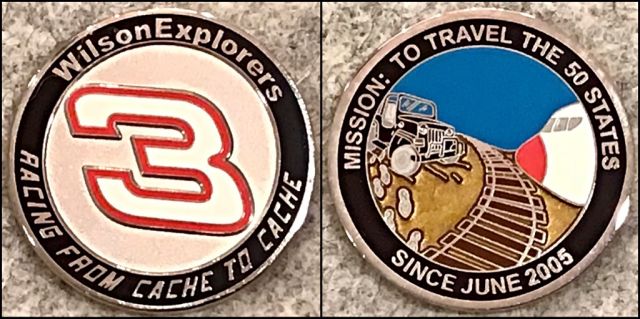 WilsonExplorers
3
RACING FROM CACHE TO CACHE
MISSION: TO TRAVEL THE 50 STATES
SINCE JUNE 2005